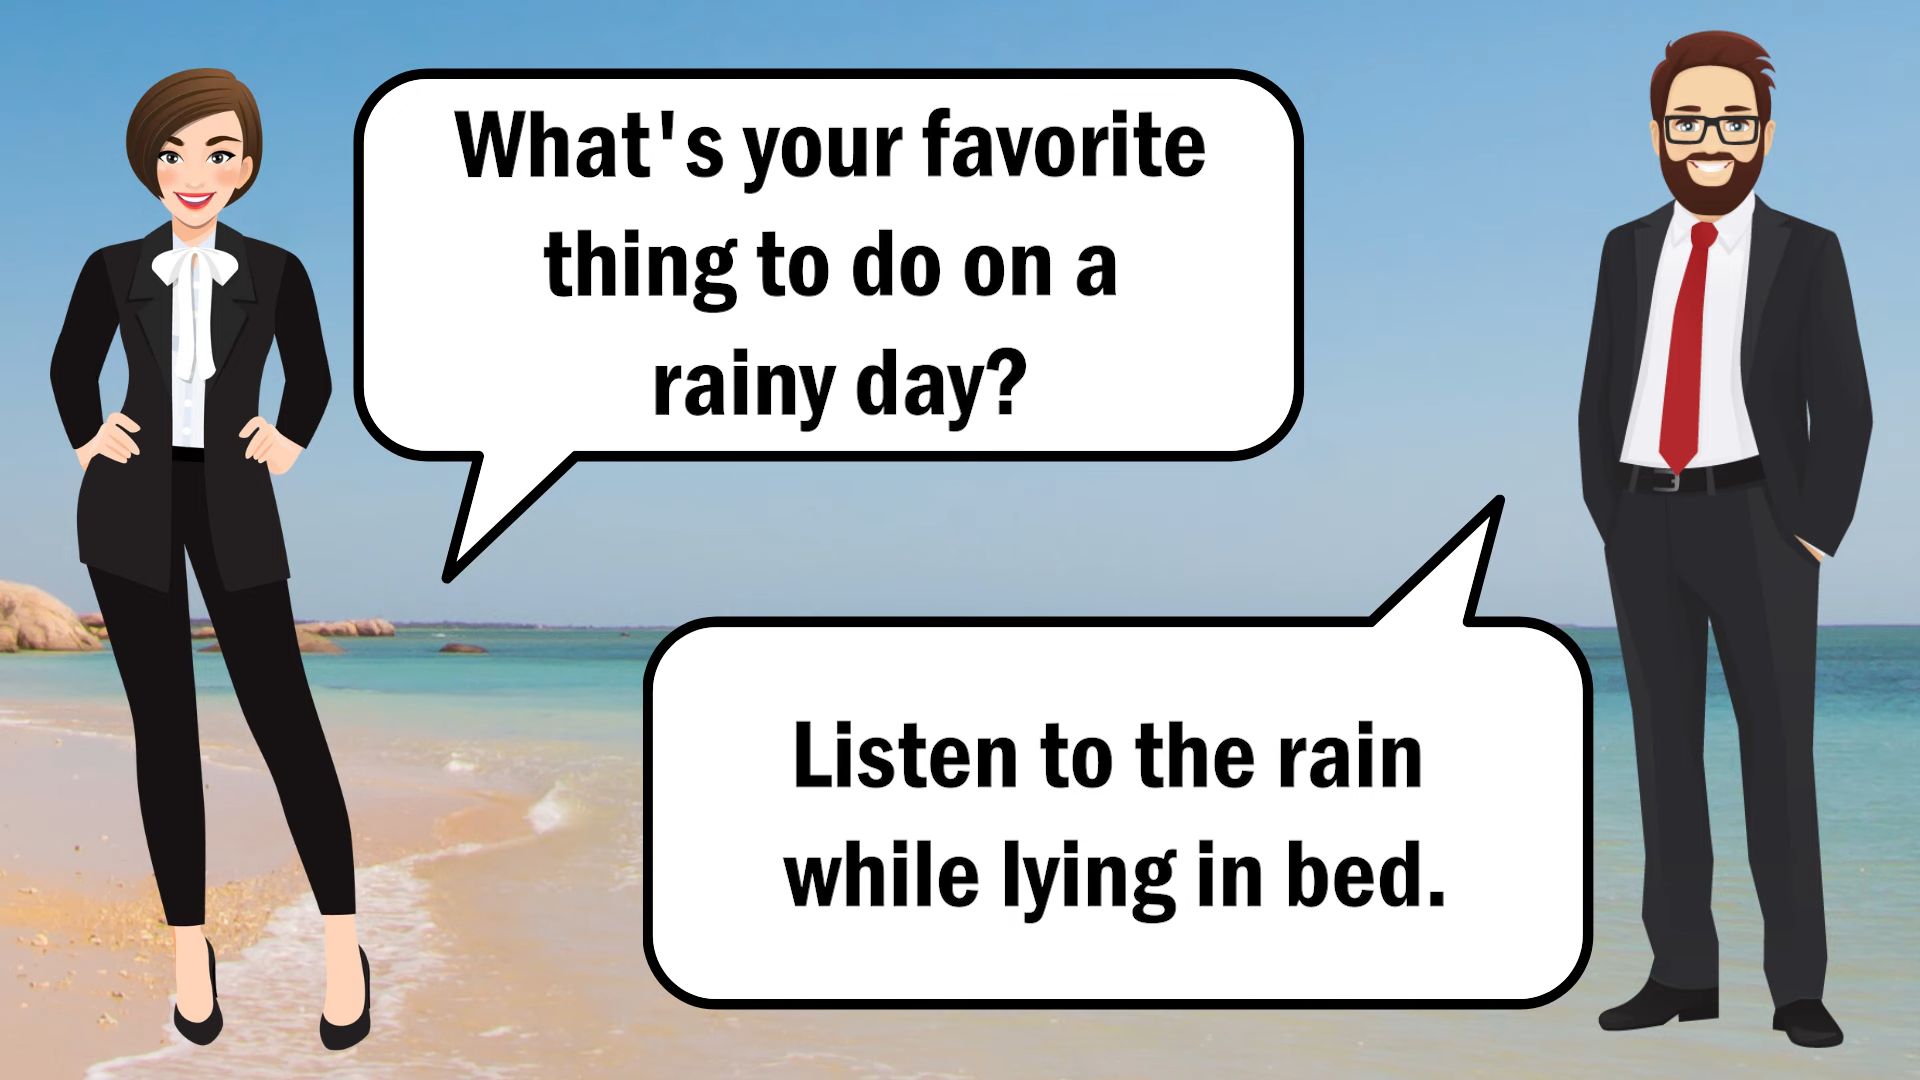 What's your favorite
thing to do on a
rainy day?
Listen to the rain
while lying in bed.